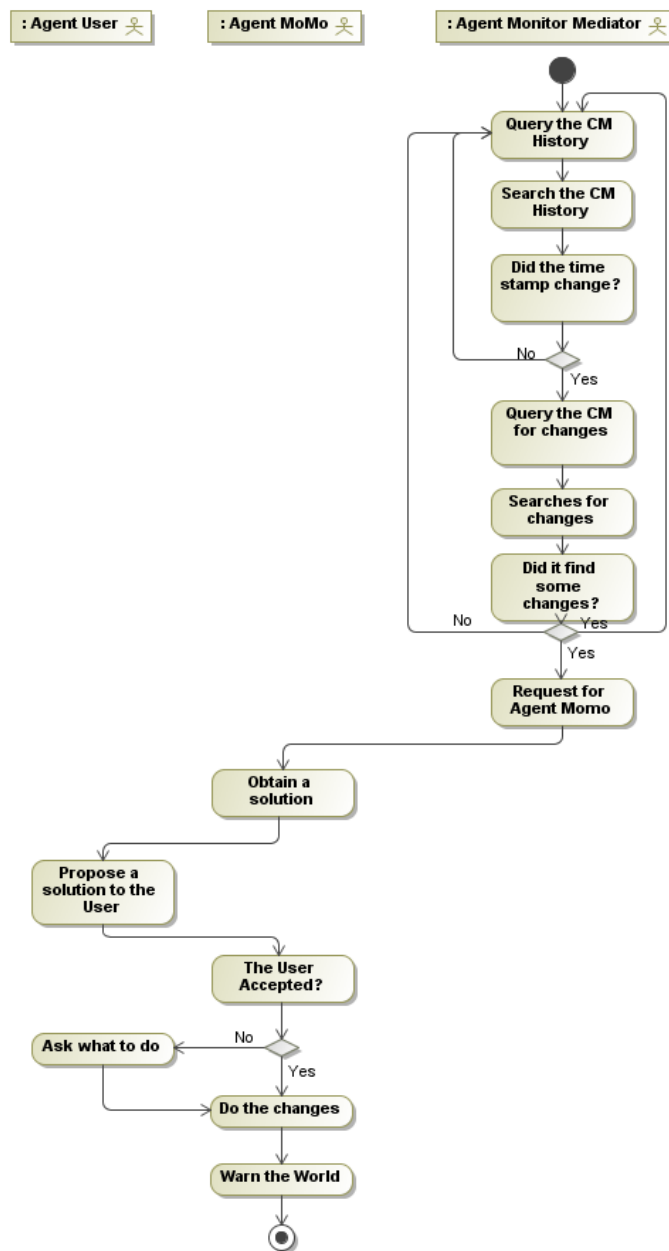 : Agent User
: Agent MoMo
: Agent Monitor Mediator
Query the CM
History
Search the CM
History
Did the time
stamp change?
No
Yes
Query the CM
for changes
Searches for
changes
Did it find
some
changes?
No
Yes
Yes
Request for
Agent Momo
Obtain a
solution
Propose a
solution to the
User
The User
Accepted?
No
Ask what to do
Yes
Do the changes
Warn the World